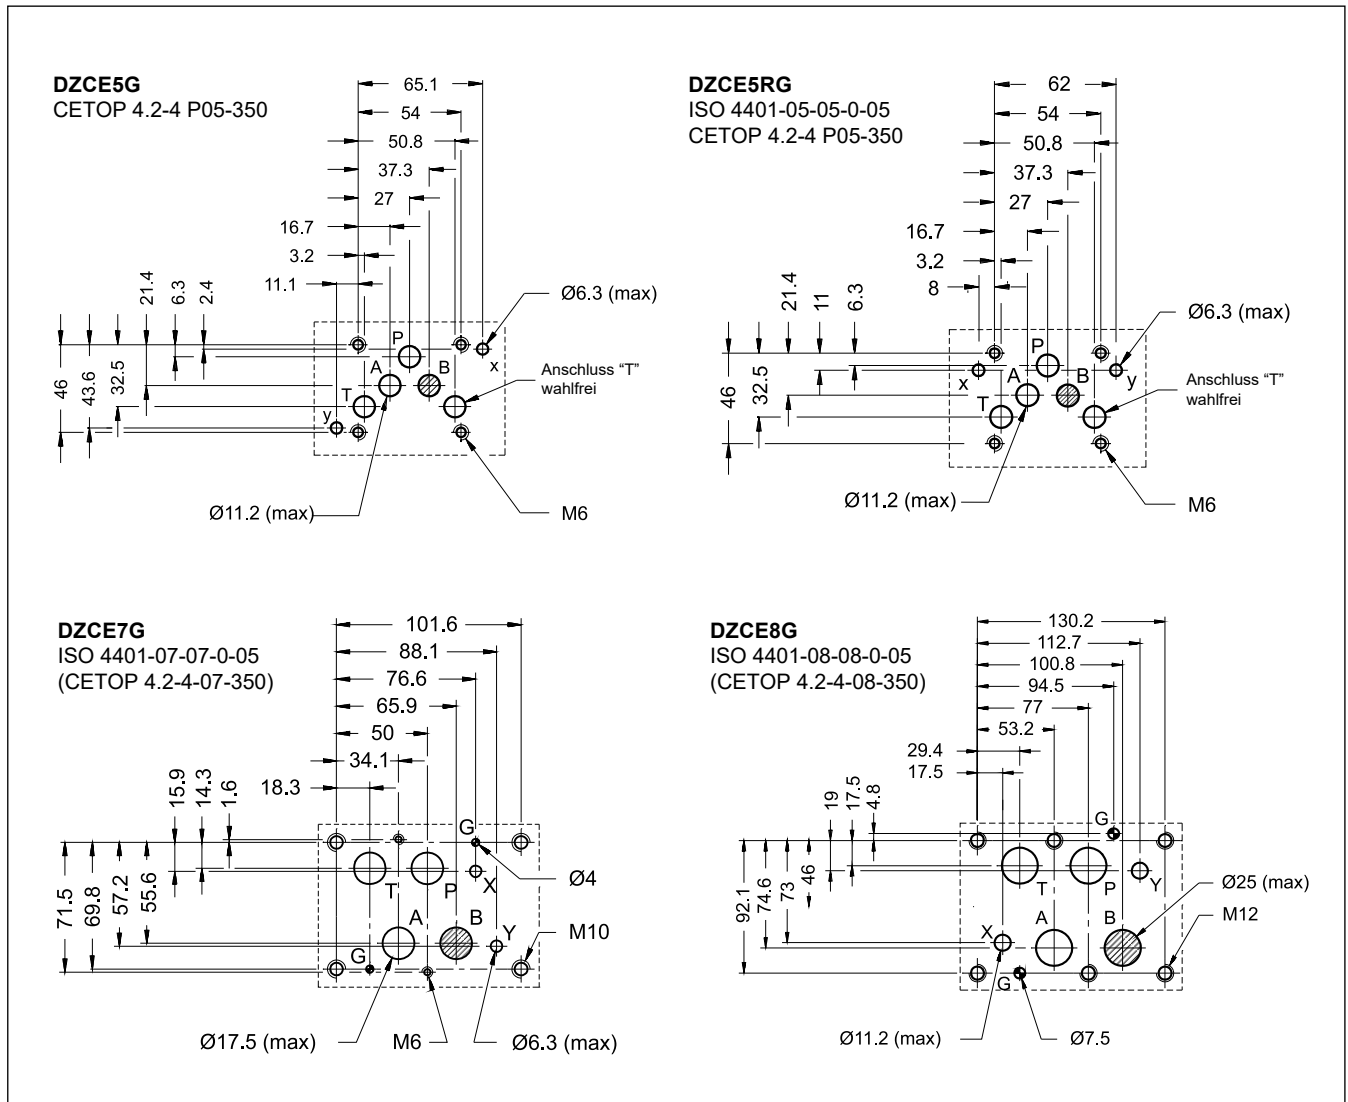 DZCE5G
CETOP 4.2-4 P05-350
65.1
54
50.8
37.3
27
16.7
3.2
11.1
21.4
6.3
2.4
46
43.6
32.5
Ø6.3 (max)
P
x
A
B
T
y
Anschluss “T”
wahlfrei
Ø11.2 (max)
M6
DZCE5RG
ISO 4401-05-05-0-05
CETOP 4.2-4 P05-350
62
54
50.8
37.3
27
16.7
3.2
8
21.4
11
6.3
46
32.5
Ø6.3 (max)
P
x
A
B
y
T
Anschluss “T”
wahlfrei
Ø11.2 (max)
M6
DZCE7G
ISO 4401-07-07-0-05
(CETOP 4.2-4-07-350)
101.6
88.1
76.6
65.9
50
34.1
18.3
15.9
14.3
1.6
71.5
69.8
57.2
55.6
G
Ø4
T
P
X
A
B
Y
M10
G
Ø17.5 (max)
M6
Ø6.3 (max)
DZCE8G
ISO 4401-08-08-0-05
(CETOP 4.2-4-08-350)
130.2
112.7
100.8
94.5
77
53.2
29.4
17.5
19
17.5
4.8
92.1
74.6
73
46
G
T
P
Y
Ø25 (max)
M12
A
B
X
G
Ø11.2 (max)
Ø7.5